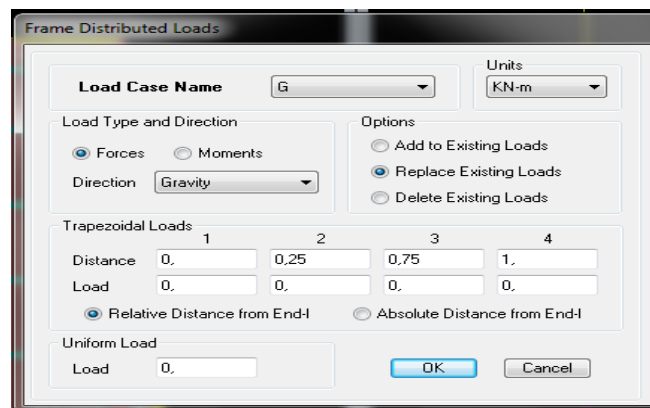 Frame Distributed Loads
Units
Load Case Name G KN-m
Load Type and Direction Options
Forces Moments Add to Existing Loads
Replace Existing Loads
Direction Gravity
Delete Existing Loads
Trapezoidal Loads
1 2 3 4
Distance 0, 0,25 0,75 1,
Load 0, 0, 0, 0,
Relative Distance from End-I Absolute Distance from End-I
Uniform Load
Load 0, OK Cancel